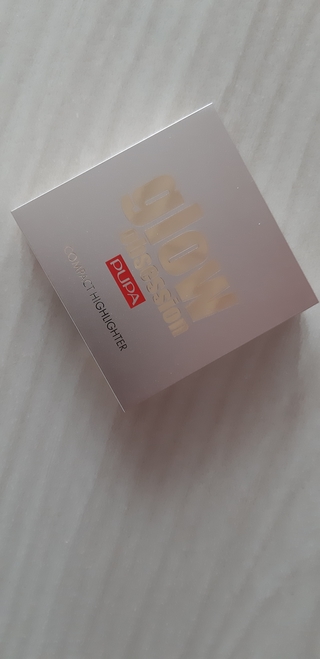 glow
obsession
PUPA
COMPACT HIGHLIGHTER